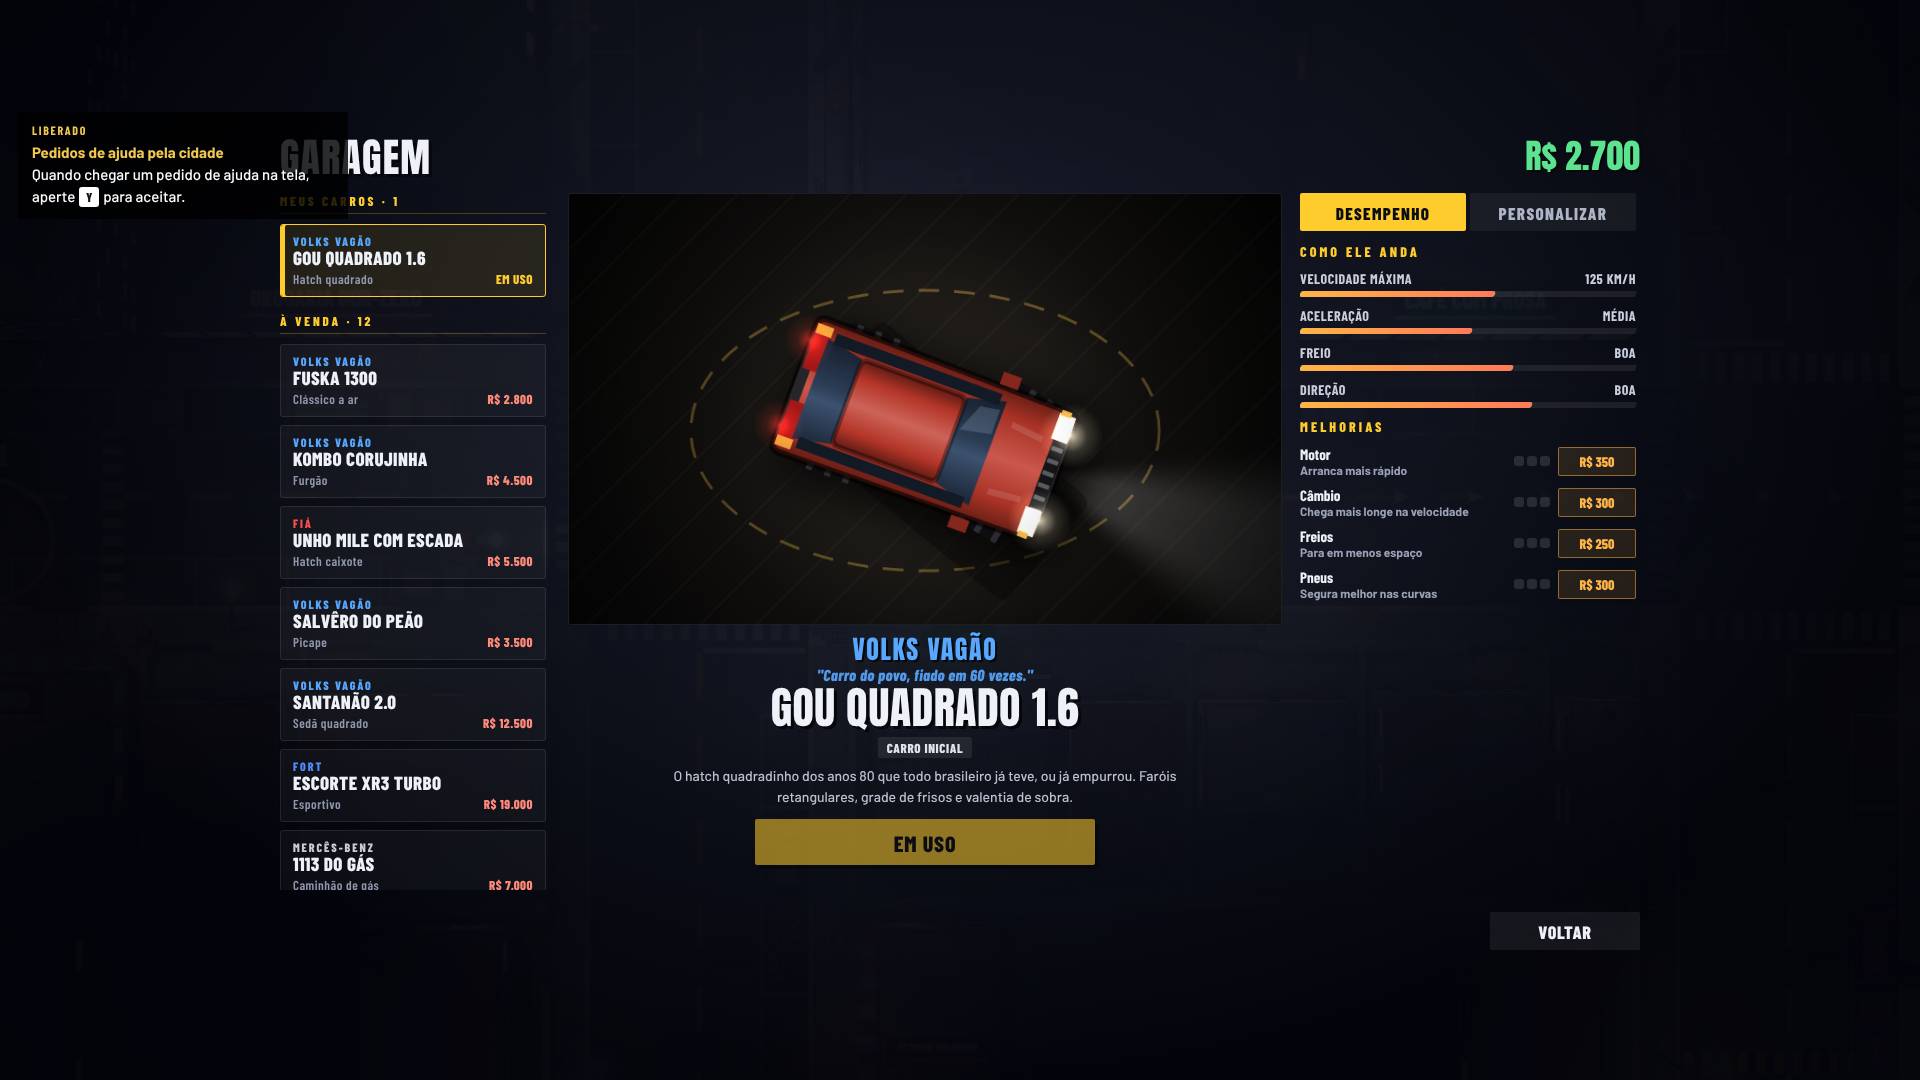 LIBERADO
Pedidos de ajuda pela cidade
Quando chegar um pedido de ajuda na tela,
aperte Y para aceitar.
GARAGEM
R$ 2.700
MEUS CARROS · 1
VOLKS VAGÃO
GOU QUADRADO 1.6
Hatch quadrado
EM USO
À VENDA · 12
VOLKS VAGÃO
FUSKA 1300
Clássico a ar
R$ 2.800
VOLKS VAGÃO
KOMBO CORUJINHA
Furgão
R$ 4.500
FIÁ
UNHO MILE COM ESCADA
Hatch caixote
R$ 5.500
VOLKS VAGÃO
SALVÊRO DO PEÃO
Picape
R$ 3.500
VOLKS VAGÃO
SANTANÃO 2.0
Sedã quadrado
R$ 12.500
FORT
ESCORTE XR3 TURBO
Esportivo
R$ 19.000
MERCÊS-BENZ
1113 DO GÁS
Caminhão de gás
R$ 7.000
VOLKS VAGÃO
"Carro do povo, fiado em 60 vezes."
GOU QUADRADO 1.6
CARRO INICIAL
O hatch quadradinho dos anos 80 que todo brasileiro já teve, ou já empurrou. Faróis
retangulares, grade de frisos e valentia de sobra.
EM USO
DESEMPENHO
PERSONALIZAR
COMO ELE ANDA
VELOCIDADE MÁXIMA
125 KM/H
ACELERAÇÃO
MÉDIA
FREIO
BOA
DIREÇÃO
BOA
MELHORIAS
Motor
Arranca mais rápido
R$ 350
Câmbio
Chega mais longe na velocidade
R$ 300
Freios
Para em menos espaço
R$ 250
Pneus
Segura melhor nas curvas
R$ 300
VOLTAR